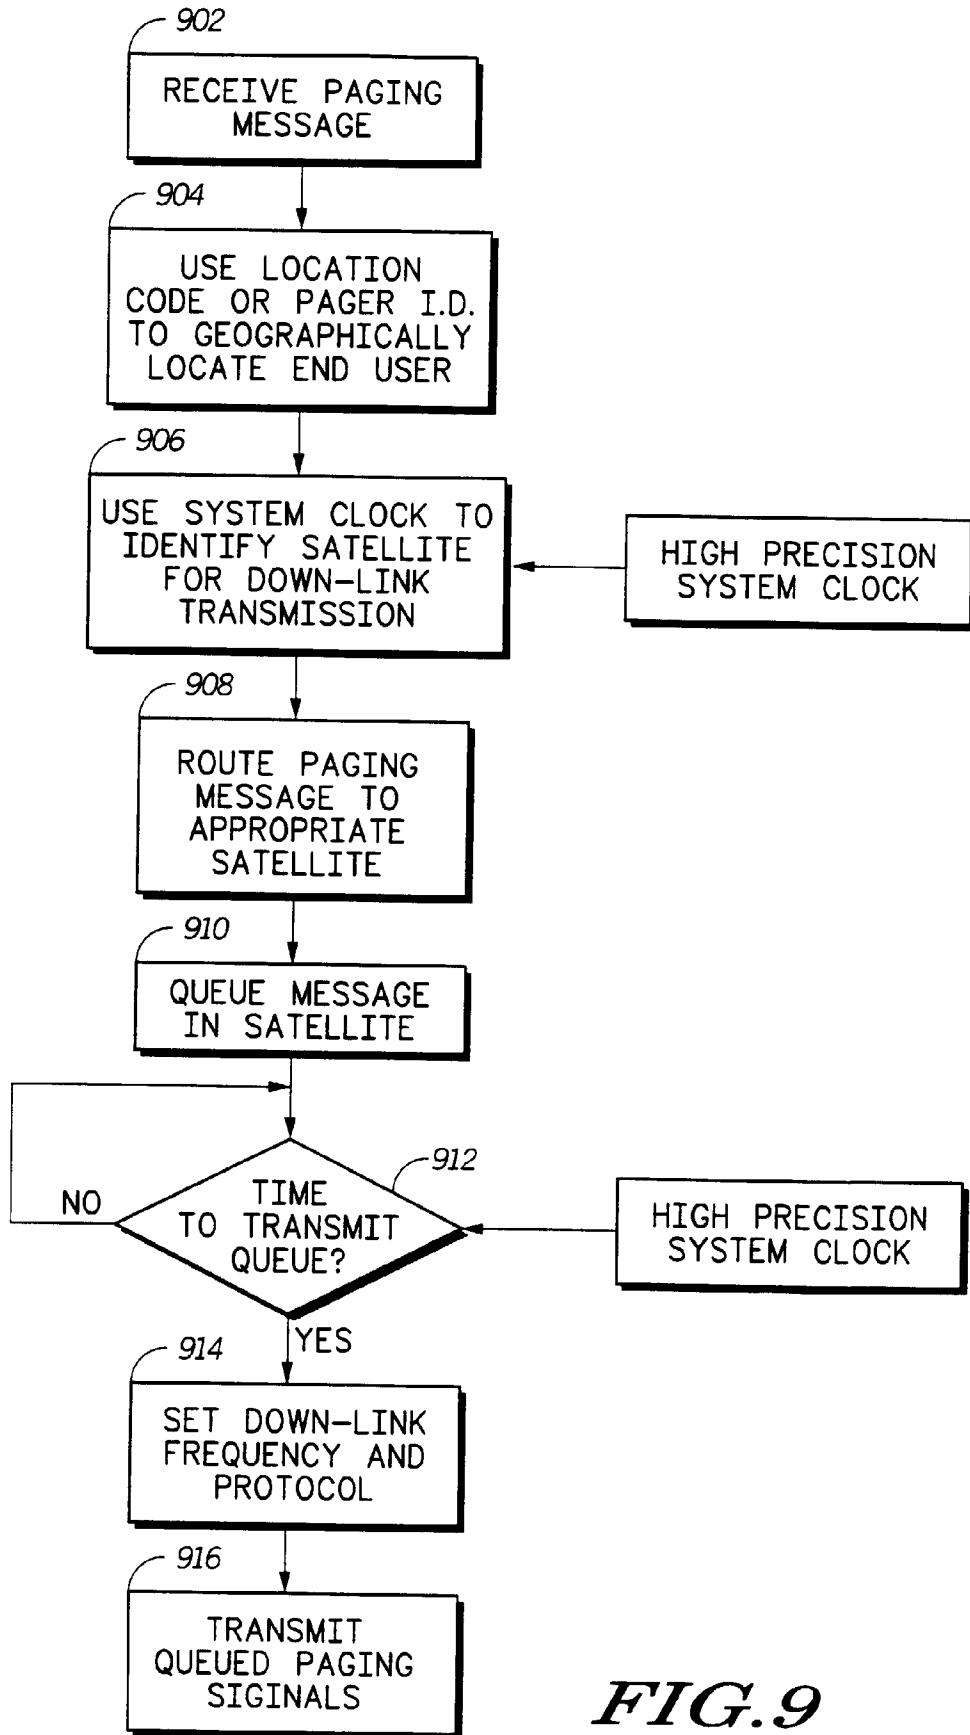 902
RECEIVE PAGING
MESSAGE
904
USE LOCATION
CODE OR PAGER I.D.
TO GEOGRAPHICALLY
LOCATE END USER
906
USE SYSTEM CLOCK TO
IDENTIFY SATELLITE
FOR DOWN-LINK
TRANSMISSION
HIGH PRECISION
SYSTEM CLOCK
908
ROUTE PAGING
MESSAGE TO
APPROPRIATE
SATELLITE
910
QUEUE MESSAGE
IN SATELLITE
912
TIME
TO TRANSMIT
QUEUE?
NO
HIGH PRECISION
SYSTEM CLOCK
YES
914
SET DOWN-LINK
FREQUENCY AND
PROTOCOL
916
TRANSMIT
QUEUED PAGING
SIGINALS
FIG.9